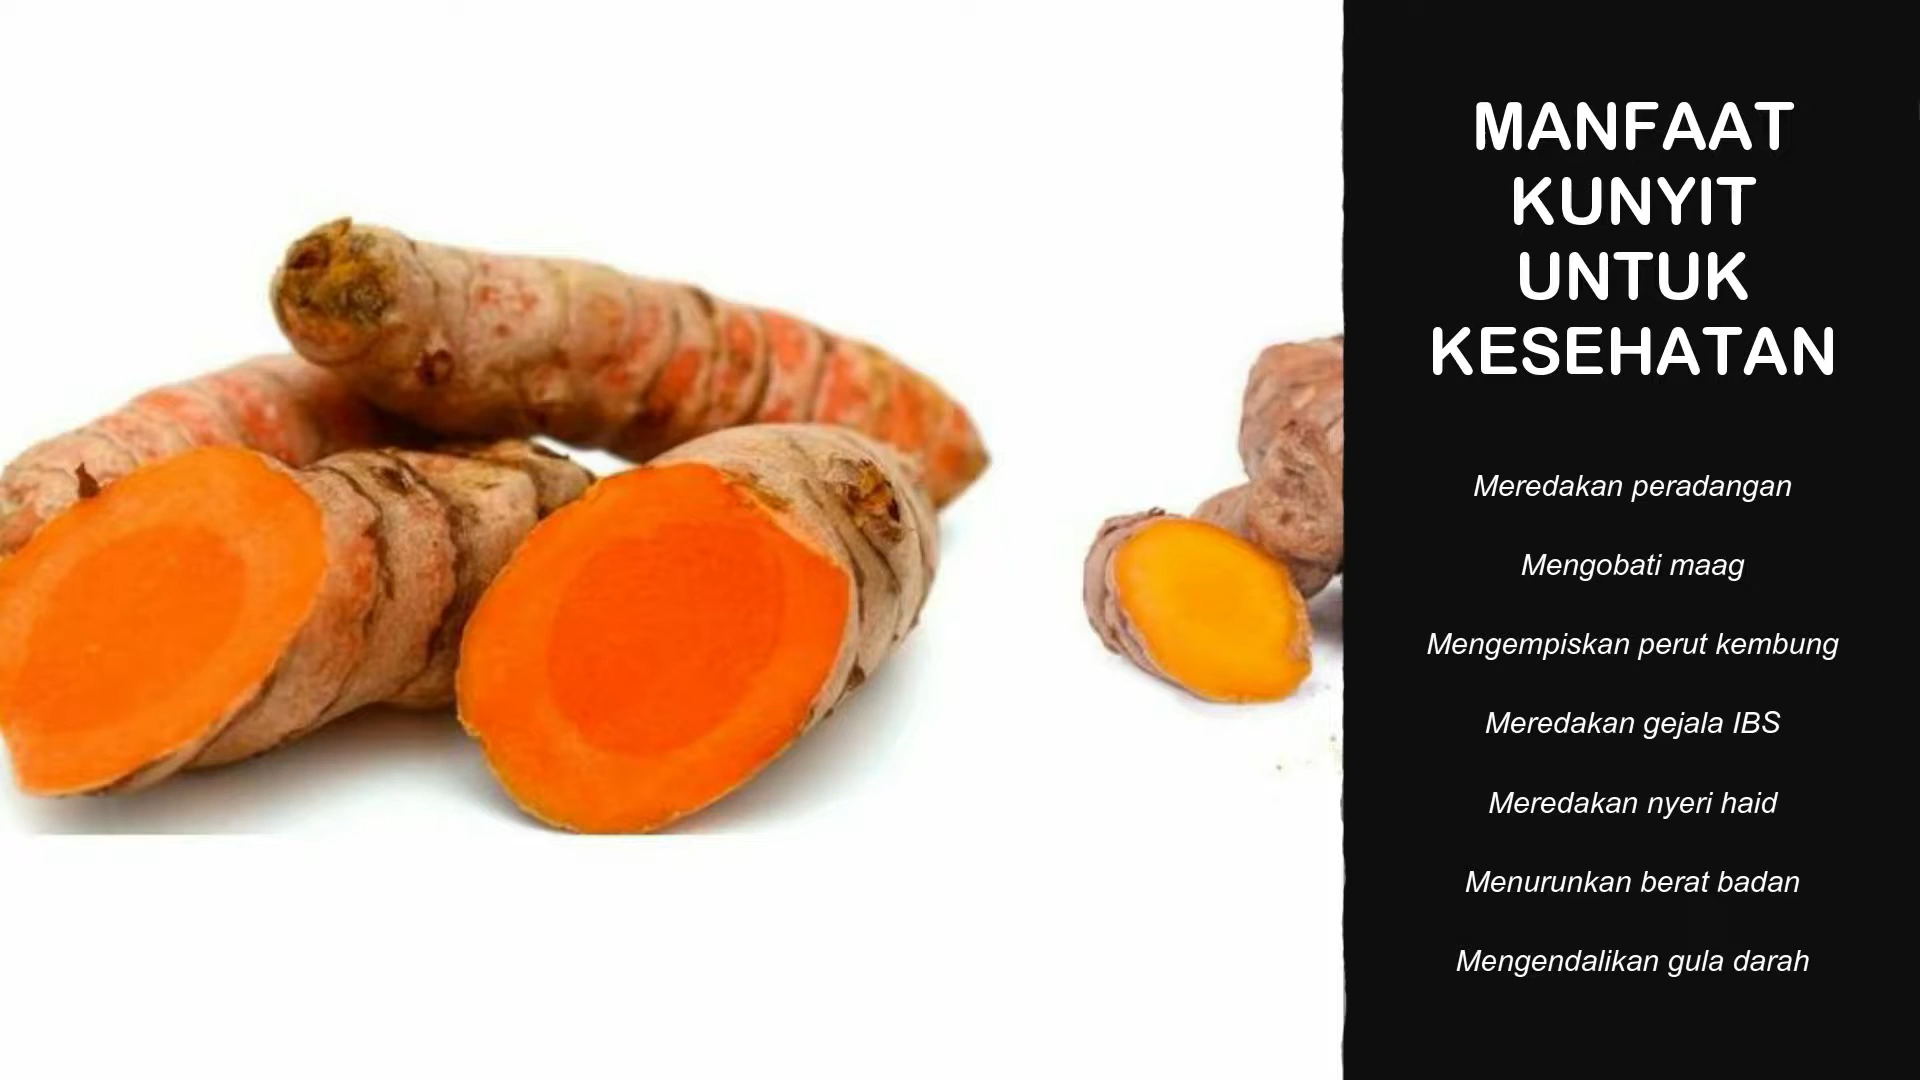 MANFAAT
KUNYIT
UNTUK
KESEHATAN
Meredakan peradangan
Mengobati maag
Mengempiskan perut kembung
Meredakan gejala IBS
Meredakan nyeri haid
Menurunkan berat badan
Mengendalikan gula darah